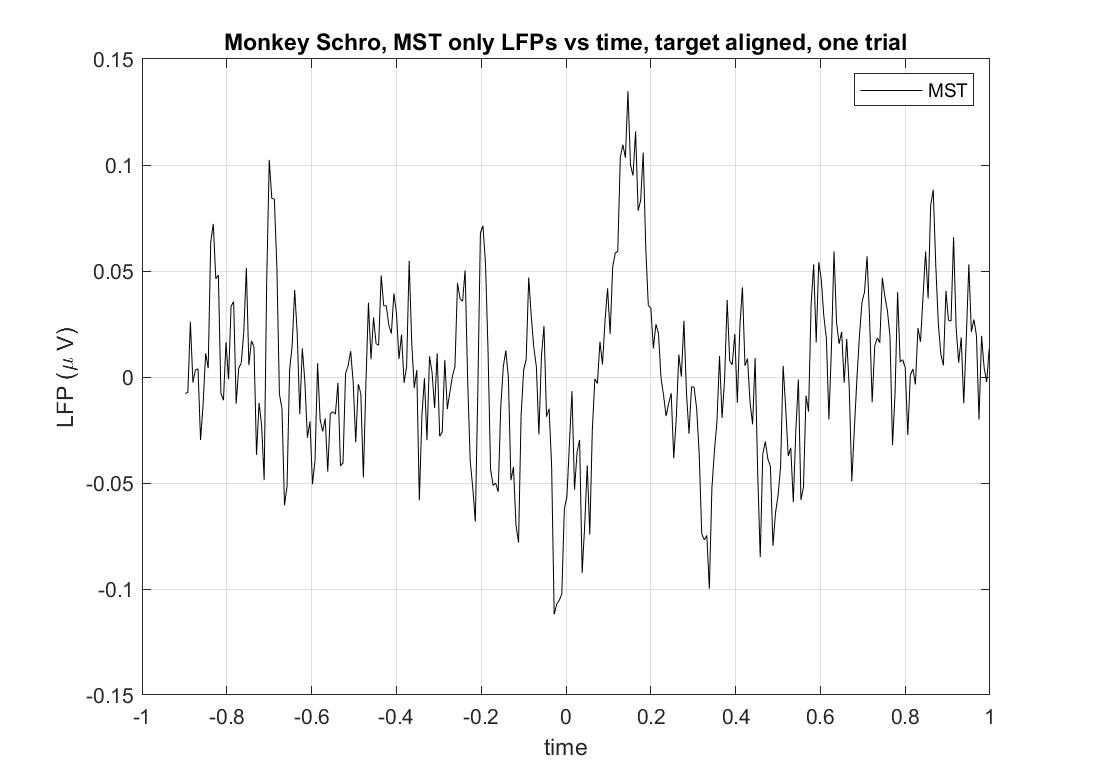 Monkey Schro, MST only LFPs vs time, target aligned, one trial
MST
0.15
0.1
0.05
0
-0.05
-0.1
-0.15
LFP (μ V)
-1 -0.8 -0.6 -0.4 -0.2 0 0.2 0.4 0.6 0.8 1
time